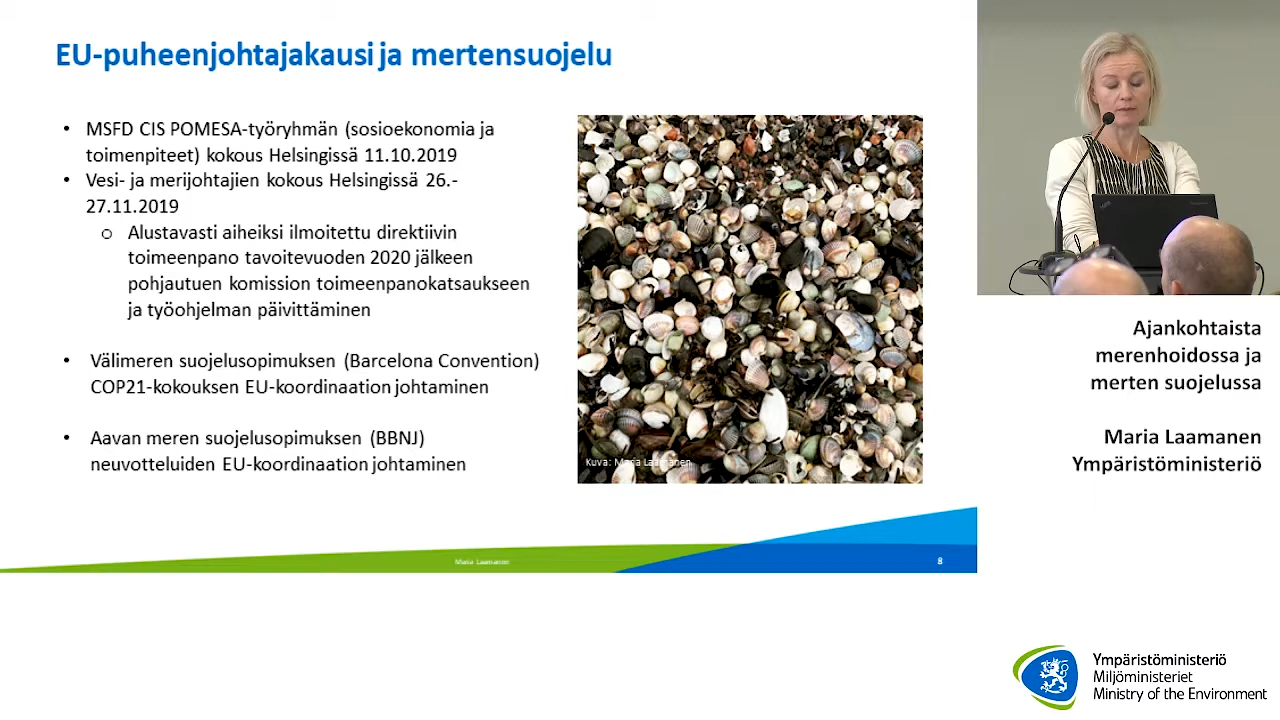 EU-puheenjohtajakausi ja mertensuojelu
• MSFD CIS POMESA-työryhmän (sosioekonomia ja
toimenpiteet) kokous Helsingissä 11.10.2019
• Vesi- ja merijohtajien kokous Helsingissä 26.-
27.11.2019
o Alustavasti aiheiksi ilmoitettu direktiivin
toimeenpano tavoitevuoden 2020 jälkeen
pohjautuen komission toimeenpanokatsaukseen
ja työohjelman päivittäminen
• Välimeren suojelusopimuksen (Barcelona Convention)
COP21-kokouksen EU-koordinaation johtaminen
• Aavan meren suojelusopimuksen (BBNJ)
neuvotteluiden EU-koordinaation johtaminen
Kuva: Maria Laamanen
Maria Laamanen
8
Ajankohtaista
merenhoidossa ja
merten suojelussa
Maria Laamanen
Ympäristöministeriö
Ympäristöministeriö
Miljöministeriet
Ministry of the Environment